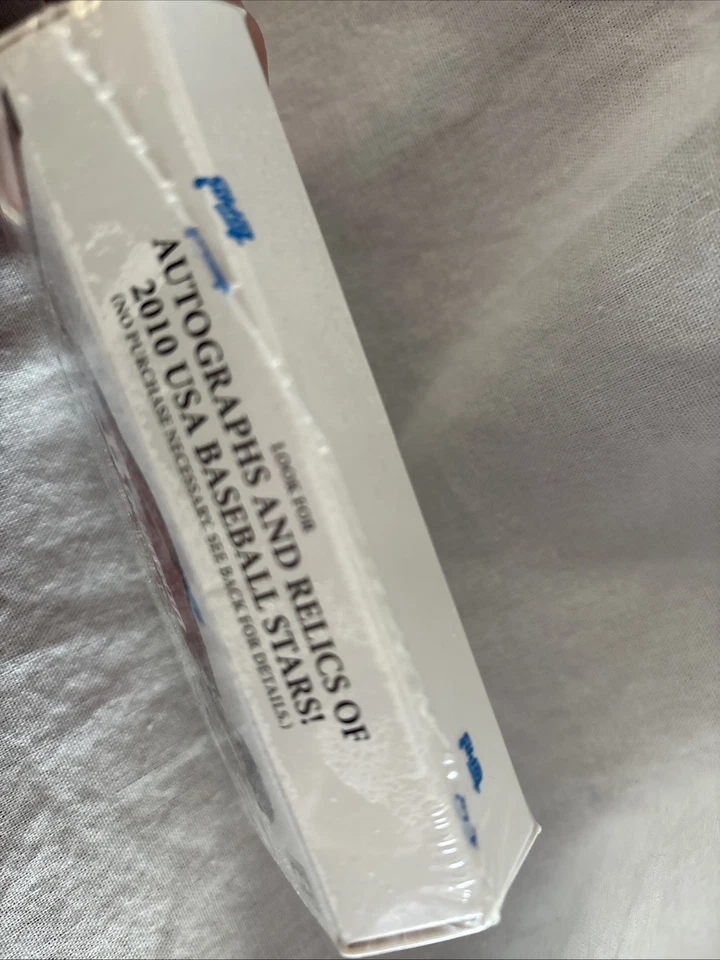 LOOK FOR
AUTOGRAPHS AND RELICS OF
2010 USA BASEBALL STARS!
(NO PURCHASE NECESSARY. SEE BACK FOR DETAILS.)